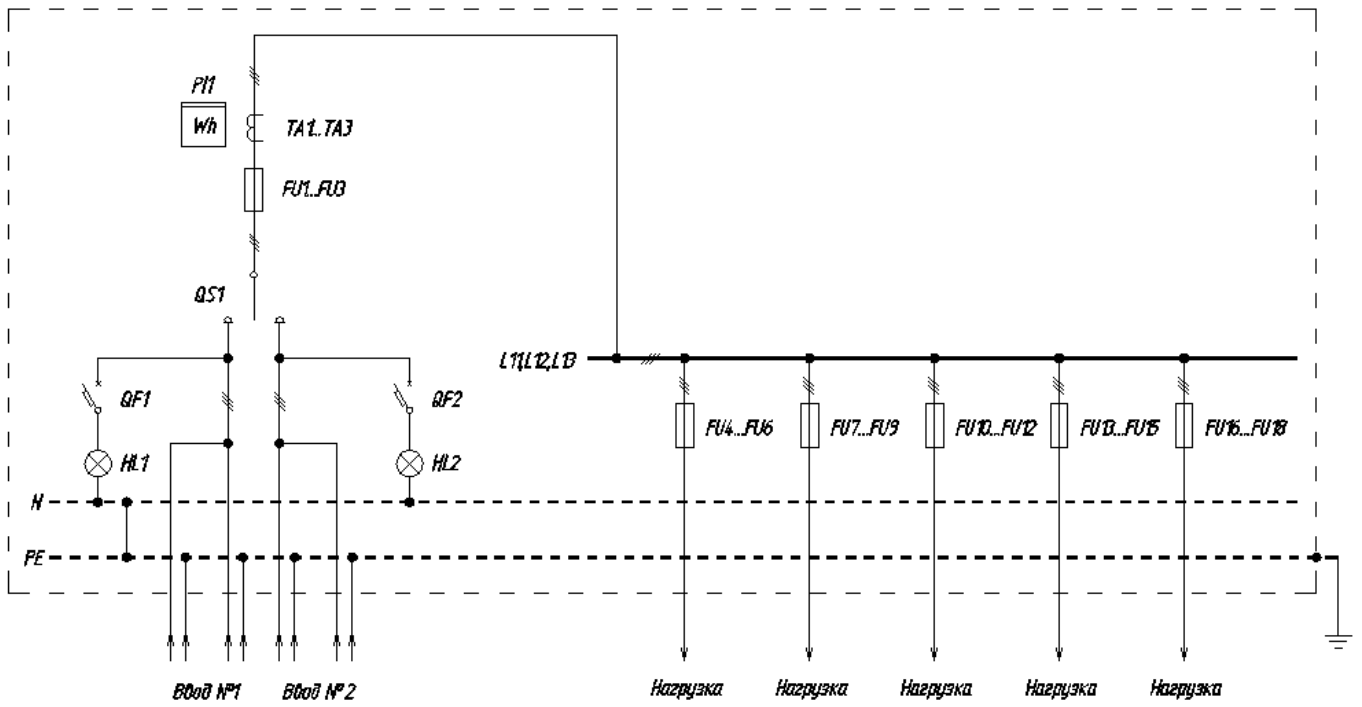 PI1
Wh
TA1...TA3
FU1...FU3
QS1
L11,L12,L13
QF1
QF2
FU4...FU6
FU7...FU9
FU10...FU12
FU13...FU15
FU16...FU18
HL1
HL2
N
PE
Ввод №1
Ввод №2
Нагрузка
Нагрузка
Нагрузка
Нагрузка
Нагрузка